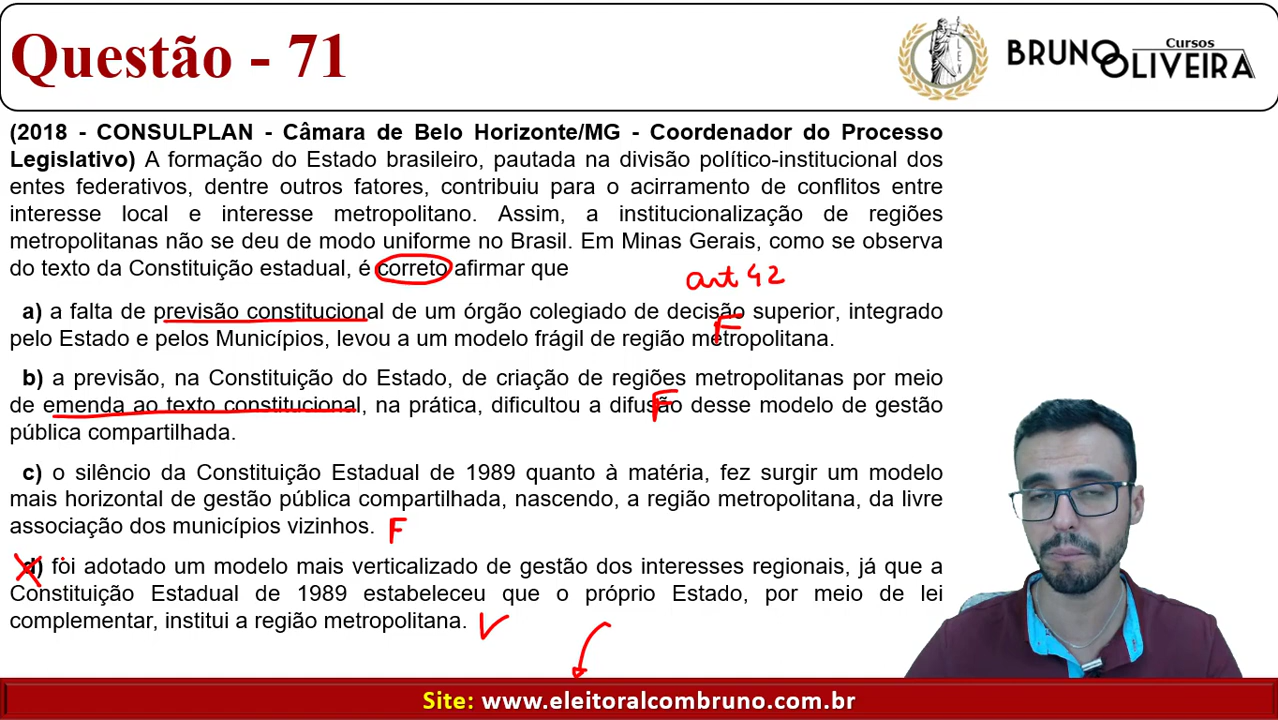 Questão - 71
LEX
Cursos
BRUNO OLIVEIRA
(2018 - CONSULPLAN - Câmara de Belo Horizonte/MG - Coordenador do Processo
Legislativo) A formação do Estado brasileiro, pautada na divisão político-institucional dos
entes federativos, dentre outros fatores, contribuiu para o acirramento de conflitos entre
interesse local e interesse metropolitano. Assim, a institucionalização de regiões
metropolitanas não se deu de modo uniforme no Brasil. Em Minas Gerais, como se observa
do texto da Constituição estadual, é correto afirmar que
art 42
a) a falta de previsão constitucional de um órgão colegiado de decisão superior, integrado
pelo Estado e pelos Municípios, levou a um modelo frágil de região metropolitana.
F
b) a previsão, na Constituição do Estado, de criação de regiões metropolitanas por meio
de emenda ao texto constitucional, na prática, dificultou a difusão desse modelo de gestão
F
pública compartilhada.
c) o silêncio da Constituição Estadual de 1989 quanto à matéria, fez surgir um modelo
mais horizontal de gestão pública compartilhada, nascendo, a região metropolitana, da livre
associação dos municípios vizinhos. F
d) foi adotado um modelo mais verticalizado de gestão dos interesses regionais, já que a
Constituição Estadual de 1989 estabeleceu que o próprio Estado, por meio de lei
complementar, institui a região metropolitana. V
Site: www.eleitoralcombruno.com.br